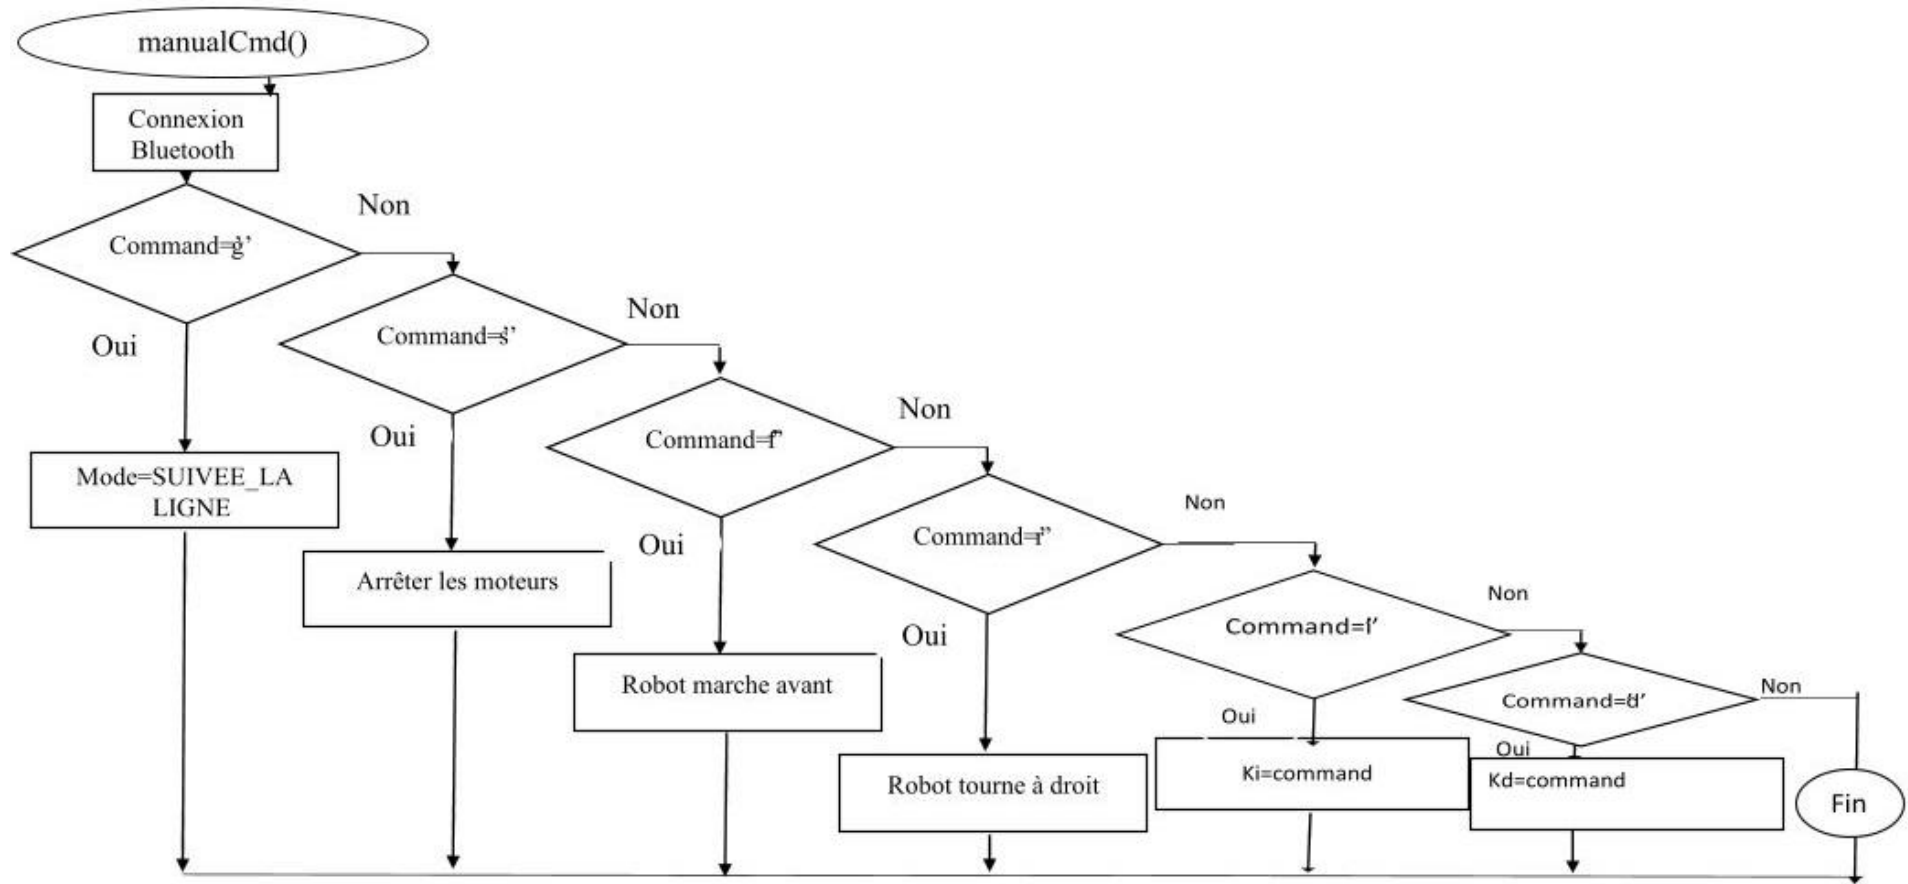 manualCmd()
Connexion
Bluetooth
Non
Command=‘g’
Non
Oui
Command=‘s’
Non
Oui
Command=‘f’’
Non
Mode=SUIVEE_LA
LIGNE
Oui
Command=‘r’’
Non
Arrêter les moteurs
Oui
Command=‘i’
Non
Robot marche avant
Oui
Command=‘d’
Non
Oui
Ki=command
Robot tourne à droit
Kd=command
Fin